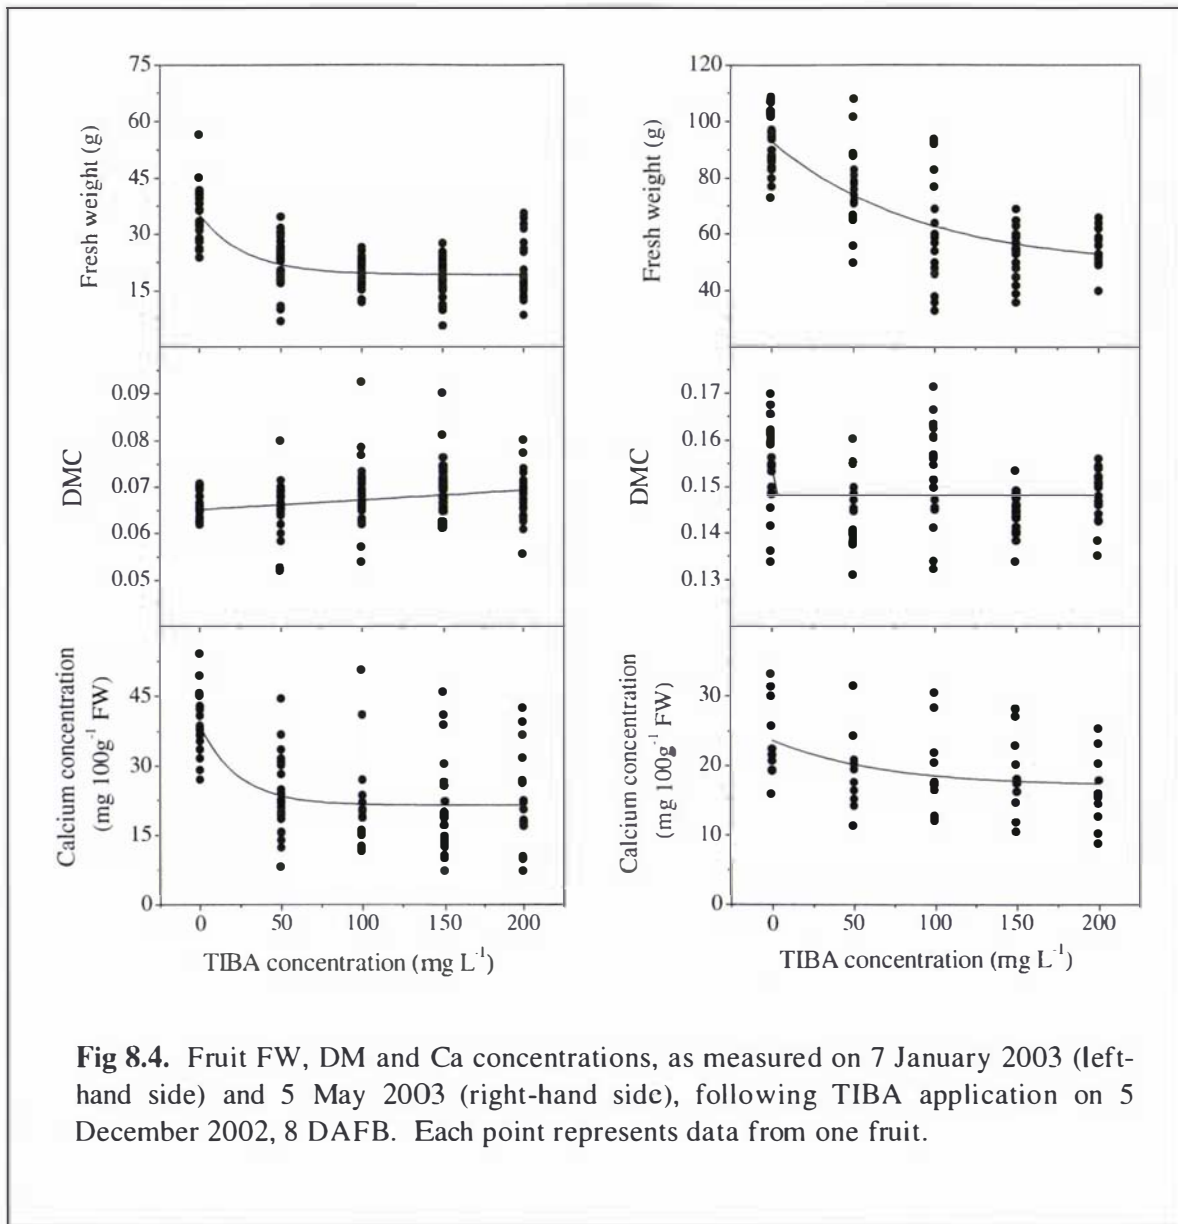 75
60
45
30
15
Fresh weight (g)
0.09
0.08
0.07
0.06
0.05
DMC
45
30
15
0
Calcium concentration
(mg 100g⁻¹ FW)
0 50 100 150 200
TIBA concentration (mg L⁻¹)
120
100
80
60
40
Fresh weight (g)
0.17
0.16
0.15
0.14
0.13
DMC
30
20
10
0
Calcium concentration
(mg 100g⁻¹ FW)
0 50 100 150 200
TIBA concentration (mg L⁻¹)
Fig 8.4. Fruit FW, DM and Ca concentrations, as measured on 7 January 2003 (left-
hand side) and 5 May 2003 (right-hand side), following TIBA application on 5
December 2002, 8 DAFB. Each point represents data from one fruit.